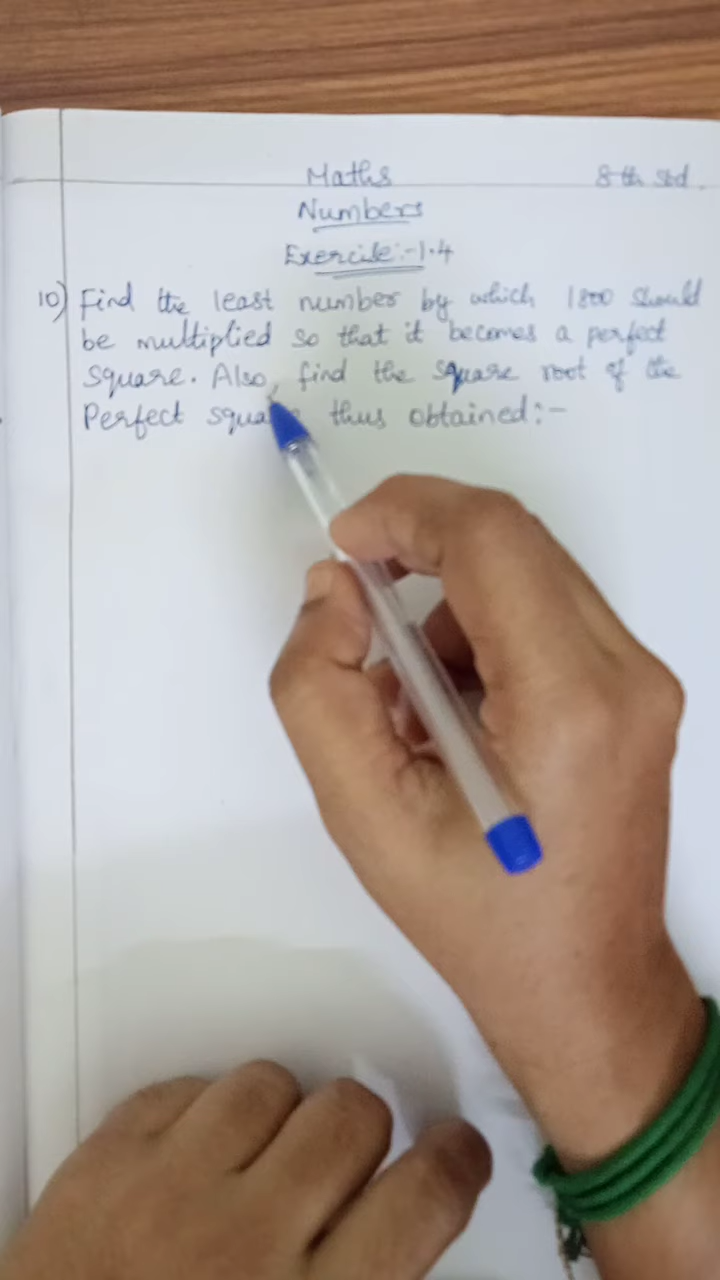 Maths 8th Std.
Numbers
Exercise:-1.4
10) Find the least number by which 1800 should
be multiplied so that it becomes a perfect
square. Also, find the square root of the
Perfect square thus obtained:-